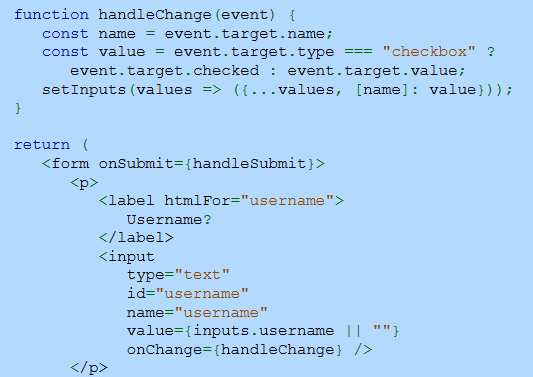 function handleChange(event) {
const name = event.target.name;
const value = event.target.type === "checkbox" ?
event.target.checked : event.target.value;
setInputs(values => ({...values, [name]: value}));
}
return (
<form onSubmit={handleSubmit}>
<p>
<label htmlFor="username">
Username?
</label>
<input
type="text"
id="username"
name="username"
value={inputs.username || ""}
onChange={handleChange} />
</p>